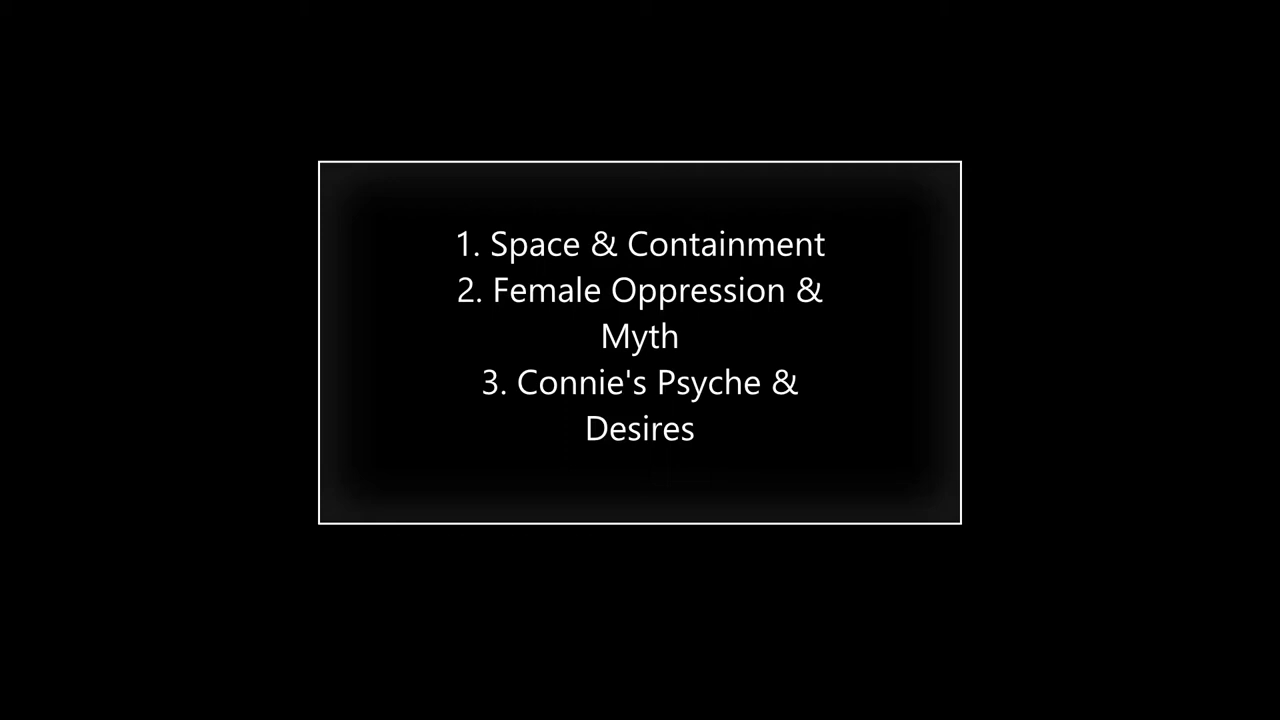 1. Space & Containment
2. Female Oppression &
Myth
3. Connie's Psyche &
Desires